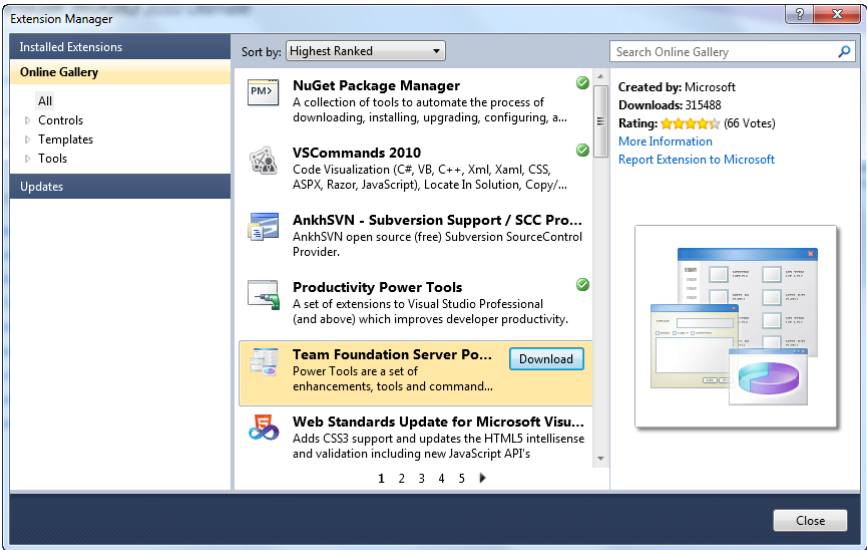 Extension Manager
Installed Extensions
Online Gallery
All
Controls
Templates
Tools
Updates
Sort by: Highest Ranked
PM>
NuGet Package Manager
A collection of tools to automate the process of
downloading, installing, upgrading, configuring, a...
VSCommands 2010
Code Visualization (C#, VB, C++, Xml, Xaml, CSS,
ASPX, Razor, JavaScript), Locate In Solution, Copy/...
AnkhSVN - Subversion Support / SCC Pro...
AnkhSVN open source (free) Subversion SourceControl
Provider.
Productivity Power Tools
A set of extensions to Visual Studio Professional
(and above) which improves developer productivity.
Team Foundation Server Po...
Download
Power Tools are a set of
enhancements, tools and command...
Web Standards Update for Microsoft Visu...
Adds CSS3 support and updates the HTML5 intellisense
and validation including new JavaScript API's
1 2 3 4 5
Search Online Gallery
Created by: Microsoft
Downloads: 315488
Rating: (66 Votes)
More Information
Report Extension to Microsoft
Close